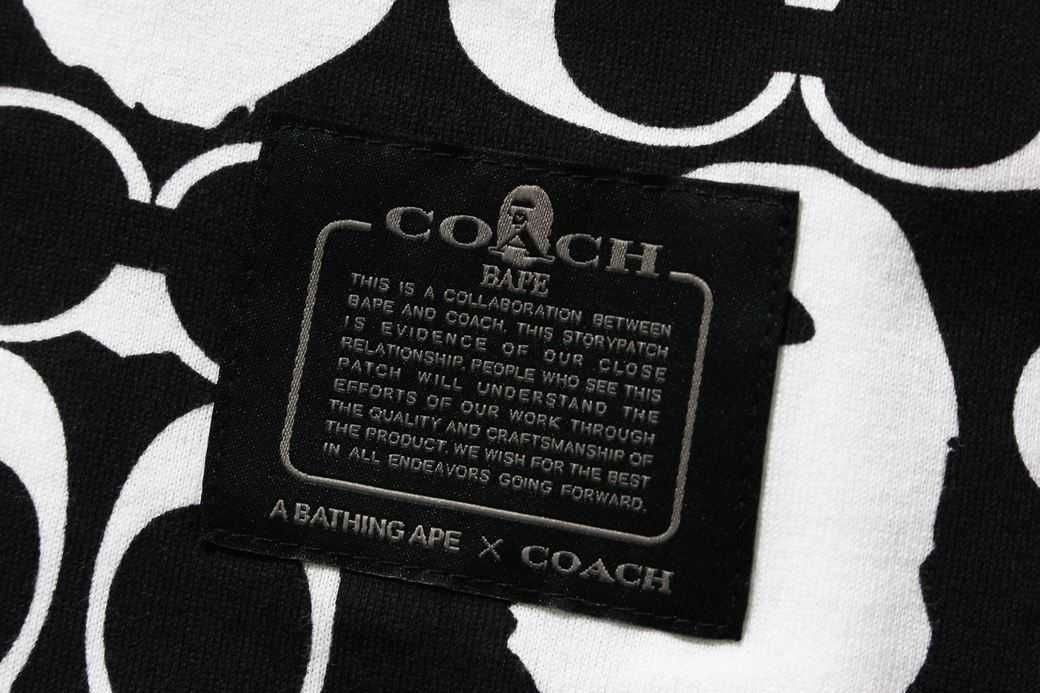 COACH
BAPE
THIS IS A COLLABORATION BETWEEN
BAPE AND COACH. THIS STORYPATCH
IS EVIDENCE OF OUR CLOSE
RELATIONSHIP. PEOPLE WHO SEE THIS
PATCH WILL UNDERSTAND THE
EFFORTS OF OUR WORK THROUGH
THE QUALITY AND CRAFTSMANSHIP OF
THE PRODUCT. WE WISH FOR THE BEST
IN ALL ENDEAVORS GOING FORWARD.
A BATHING APE × COACH